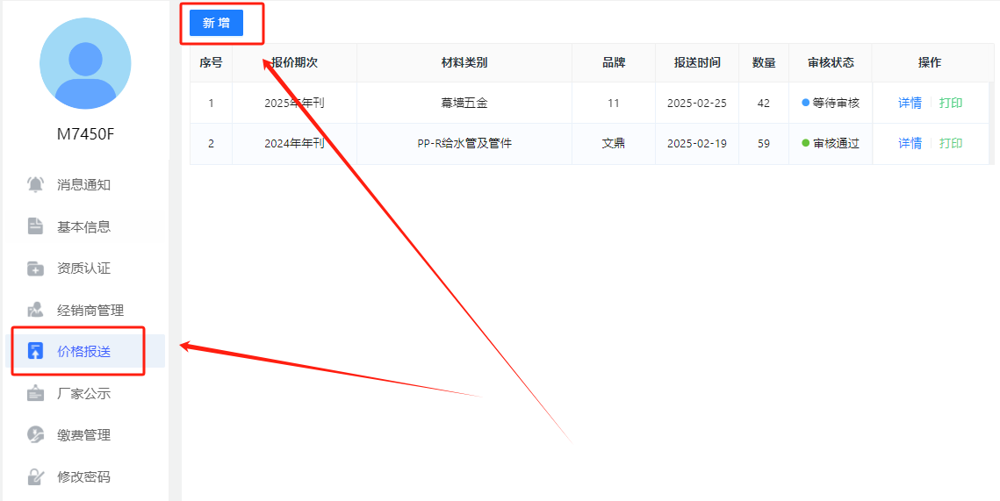 M7450F
消息通知
基本信息
资质认证
经销商管理
价格报送
厂家公示
缴费管理
修改密码
新 增
序号 报价期次 材料类别 品牌 报送时间 数量 审核状态 操作
1 2025年年刊 幕墙五金 11 2025-02-25 42 等待审核 详情 打印
2 2024年年刊 PP-R给水管及管件 文鼎 2025-02-19 59 审核通过 详情 打印